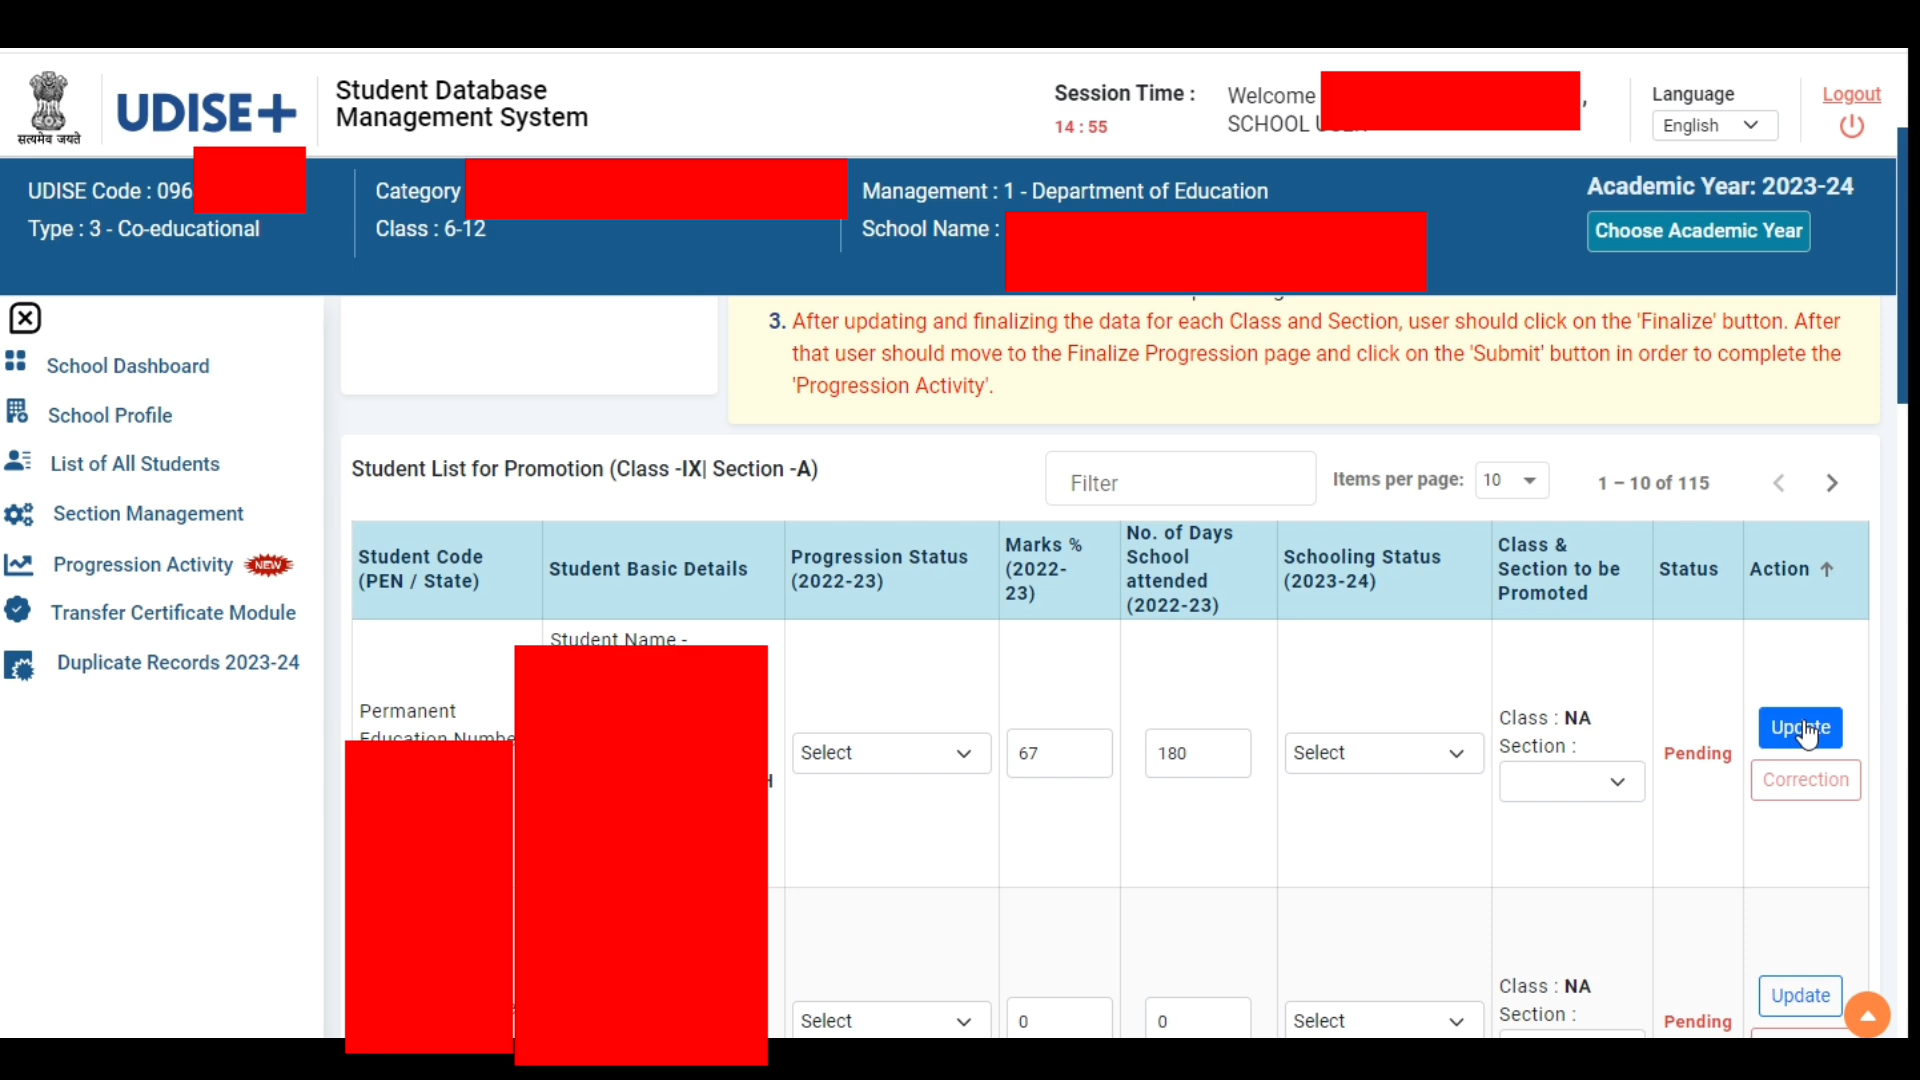 सत्यमेव जयते
UDISE+
Student Database
Management System
Session Time :
14 : 55
Welcome ,
SCHOOL
Language
English
Logout
UDISE Code : 096
Type : 3 - Co-educational
Category
Class : 6-12
Management : 1 - Department of Education
School Name :
Academic Year: 2023-24
Choose Academic Year
School Dashboard
School Profile
List of All Students
Section Management
Progression Activity NEW
Transfer Certificate Module
Duplicate Records 2023-24
3. After updating and finalizing the data for each Class and Section, user should click on the 'Finalize' button. After
that user should move to the Finalize Progression page and click on the 'Submit' button in order to complete the
'Progression Activity'.
Student List for Promotion (Class -IX| Section -A)
Filter
Items per page: 10
1 – 10 of 115
Student Code
(PEN / State)
Student Basic Details
Progression Status
(2022-23)
Marks %
(2022-
23)
No. of Days
School
attended
(2022-23)
Schooling Status
(2023-24)
Class &
Section to be
Promoted
Status
Action
Permanent
Education
Student Name -
Select
67
180
Select
Class : NA
Section :
Pending
Update
Correction
Select
0
0
Select
Class : NA
Section :
Pending
Update